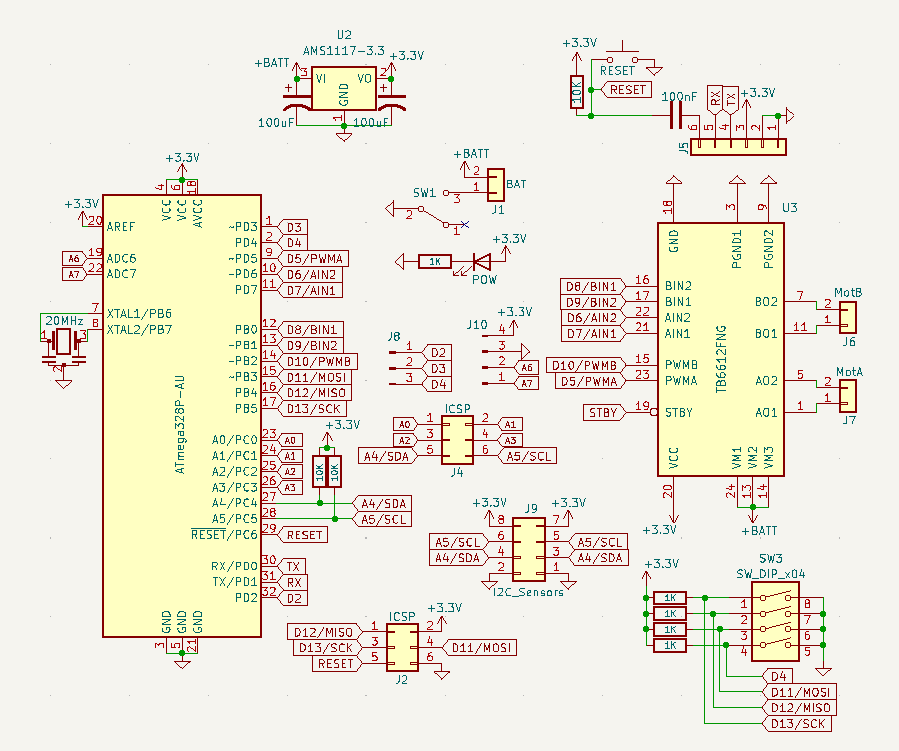 U2
AMS1117-3.3
+BATT
+3.3V
3 VI VO 2
GND
1
+ +
100uF 100uF
+3.3V
RESET
10K
RESET
100nF
RX TX +3.3V
6 5 4 3 2 1
J5
+3.3V
4 6 18
VCC VCC AVCC
+3.3V
20 AREF
A6 19 ADC6
A7 22 ADC7
7 XTAL1/PB6
8 XTAL2/PB7
20MHz
1 3
2
ATmega328P-AU
~PD3 1 D3
PD4 2 D4
~PD5 9 D5/PWMA
~PD6 10 D6/AIN2
PD7 11 D7/AIN1
PB0 12 D8/BIN1
~PB1 13 D9/BIN2
~PB2 14 D10/PWMB
~PB3 15 D11/MOSI
PB4 16 D12/MISO
PB5 17 D13/SCK
A0/PC0 23 A0
A1/PC1 24 A1
A2/PC2 25 A2
A3/PC3 26 A3
A4/PC4 27 A4/SDA
A5/PC5 28 A5/SCL
RESET/PC6 29 RESET
RX/PD0 30 TX
TX/PD1 31 RX
PD2 32 D2
+3.3V
10K 10K
GND GND GND
3 5 21
+BATT
2 BAT
1
J1
SW1
3
2
1
1K
+3.3V
POW
J8
1 D2
2 D3
3 D4
J10
+3.3V
4
3
2 A6
1 A7
ICSP
A0 1 2 A1
A2 3 4 A3
A4/SDA 5 6 A5/SCL
J4
+3.3V J9 +3.3V
8 7
A5/SCL 6 5 A5/SCL
A4/SDA 4 3 A4/SDA
2 1
I2C_Sensors
ICSP
+3.3V
D12/MISO 1 2
D13/SCK 3 4 D11/MOSI
RESET 5 6
J2
18 3 9
U3
GND PGND1 PGND2
D8/BIN1 16 BIN2
D9/BIN2 17 BIN1
D6/AIN2 22 AIN2
D7/AIN1 21 AIN1
D10/PWMB 15 PWMB
D5/PWMA 23 PWMA
STBY 19 STBY
TB6612FNG
BO2 7
BO1 11
AO2 5
AO1 1
MotB
2
1
J6
MotA
2
1
J7
VCC VM1 VM2 VM3
20 24 13 14
+3.3V
+BATT
SW3
SW_DIP_x04
+3.3V
1K 1 8
1K 2 7
1K 3 6
1K 4 5
D4
D11/MOSI
D12/MISO
D13/SCK